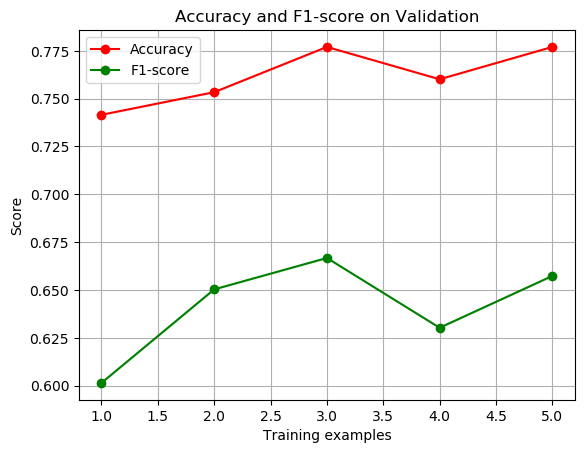 Accuracy and F1-score on Validation
Accuracy
F1-score
0.775
0.750
0.725
0.700
0.675
0.650
0.625
0.600
Score
1.0 1.5 2.0 2.5 3.0 3.5 4.0 4.5 5.0
Training examples